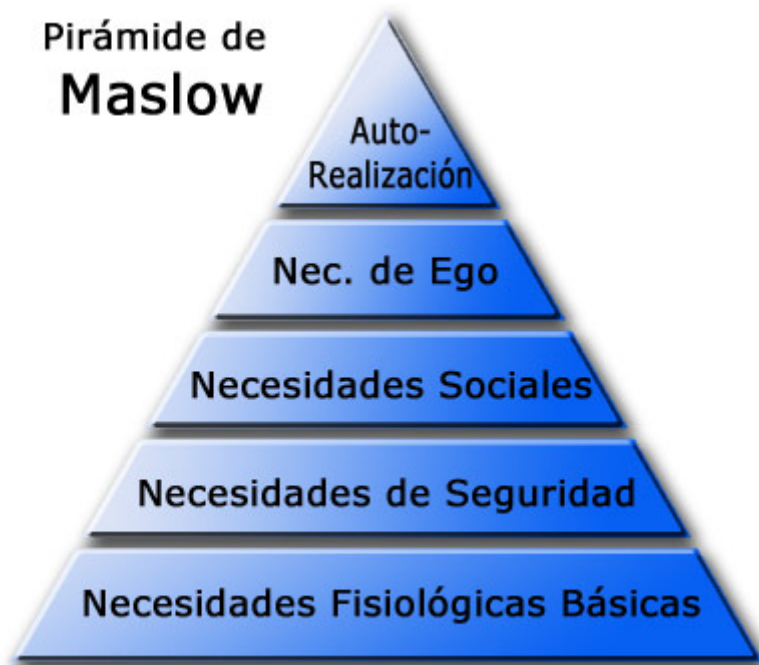 Pirámide de
Maslow
Auto-
Realización
Nec. de Ego
Necesidades Sociales
Necesidades de Seguridad
Necesidades Fisiológicas Básicas